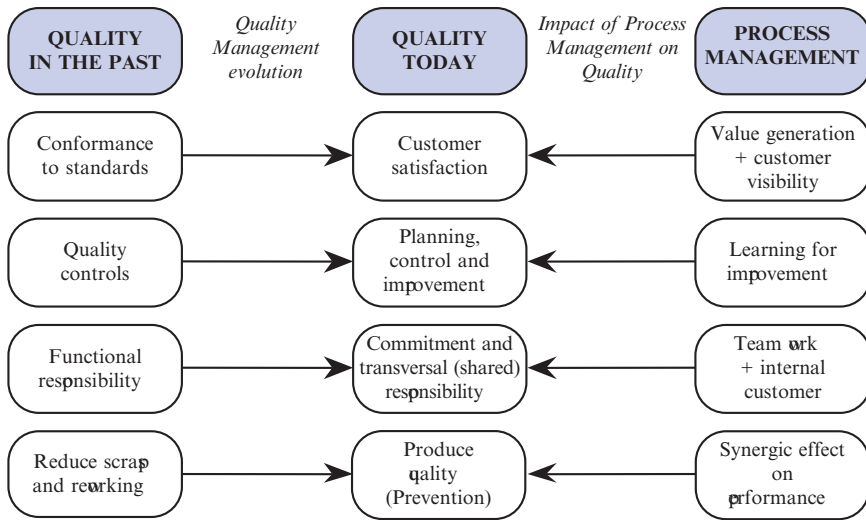 QUALITY
IN THE PAST
Quality
Management
evolution
QUALITY
TODAY
Impact of Process
Management on
Quality
PROCESS
MANAGEMENT
Conformance
to standards
Customer
satisfaction
Value generation
+ customer
visibility
Quality
controls
Planning,
control and
improvement
Learning for
improvement
Functional
responsibility
Commitment and
transversal (shared)
responsibility
Team work
+ internal
customer
Reduce scrap
and reworking
Produce
quality
(Prevention)
Synergic effect
on
performance